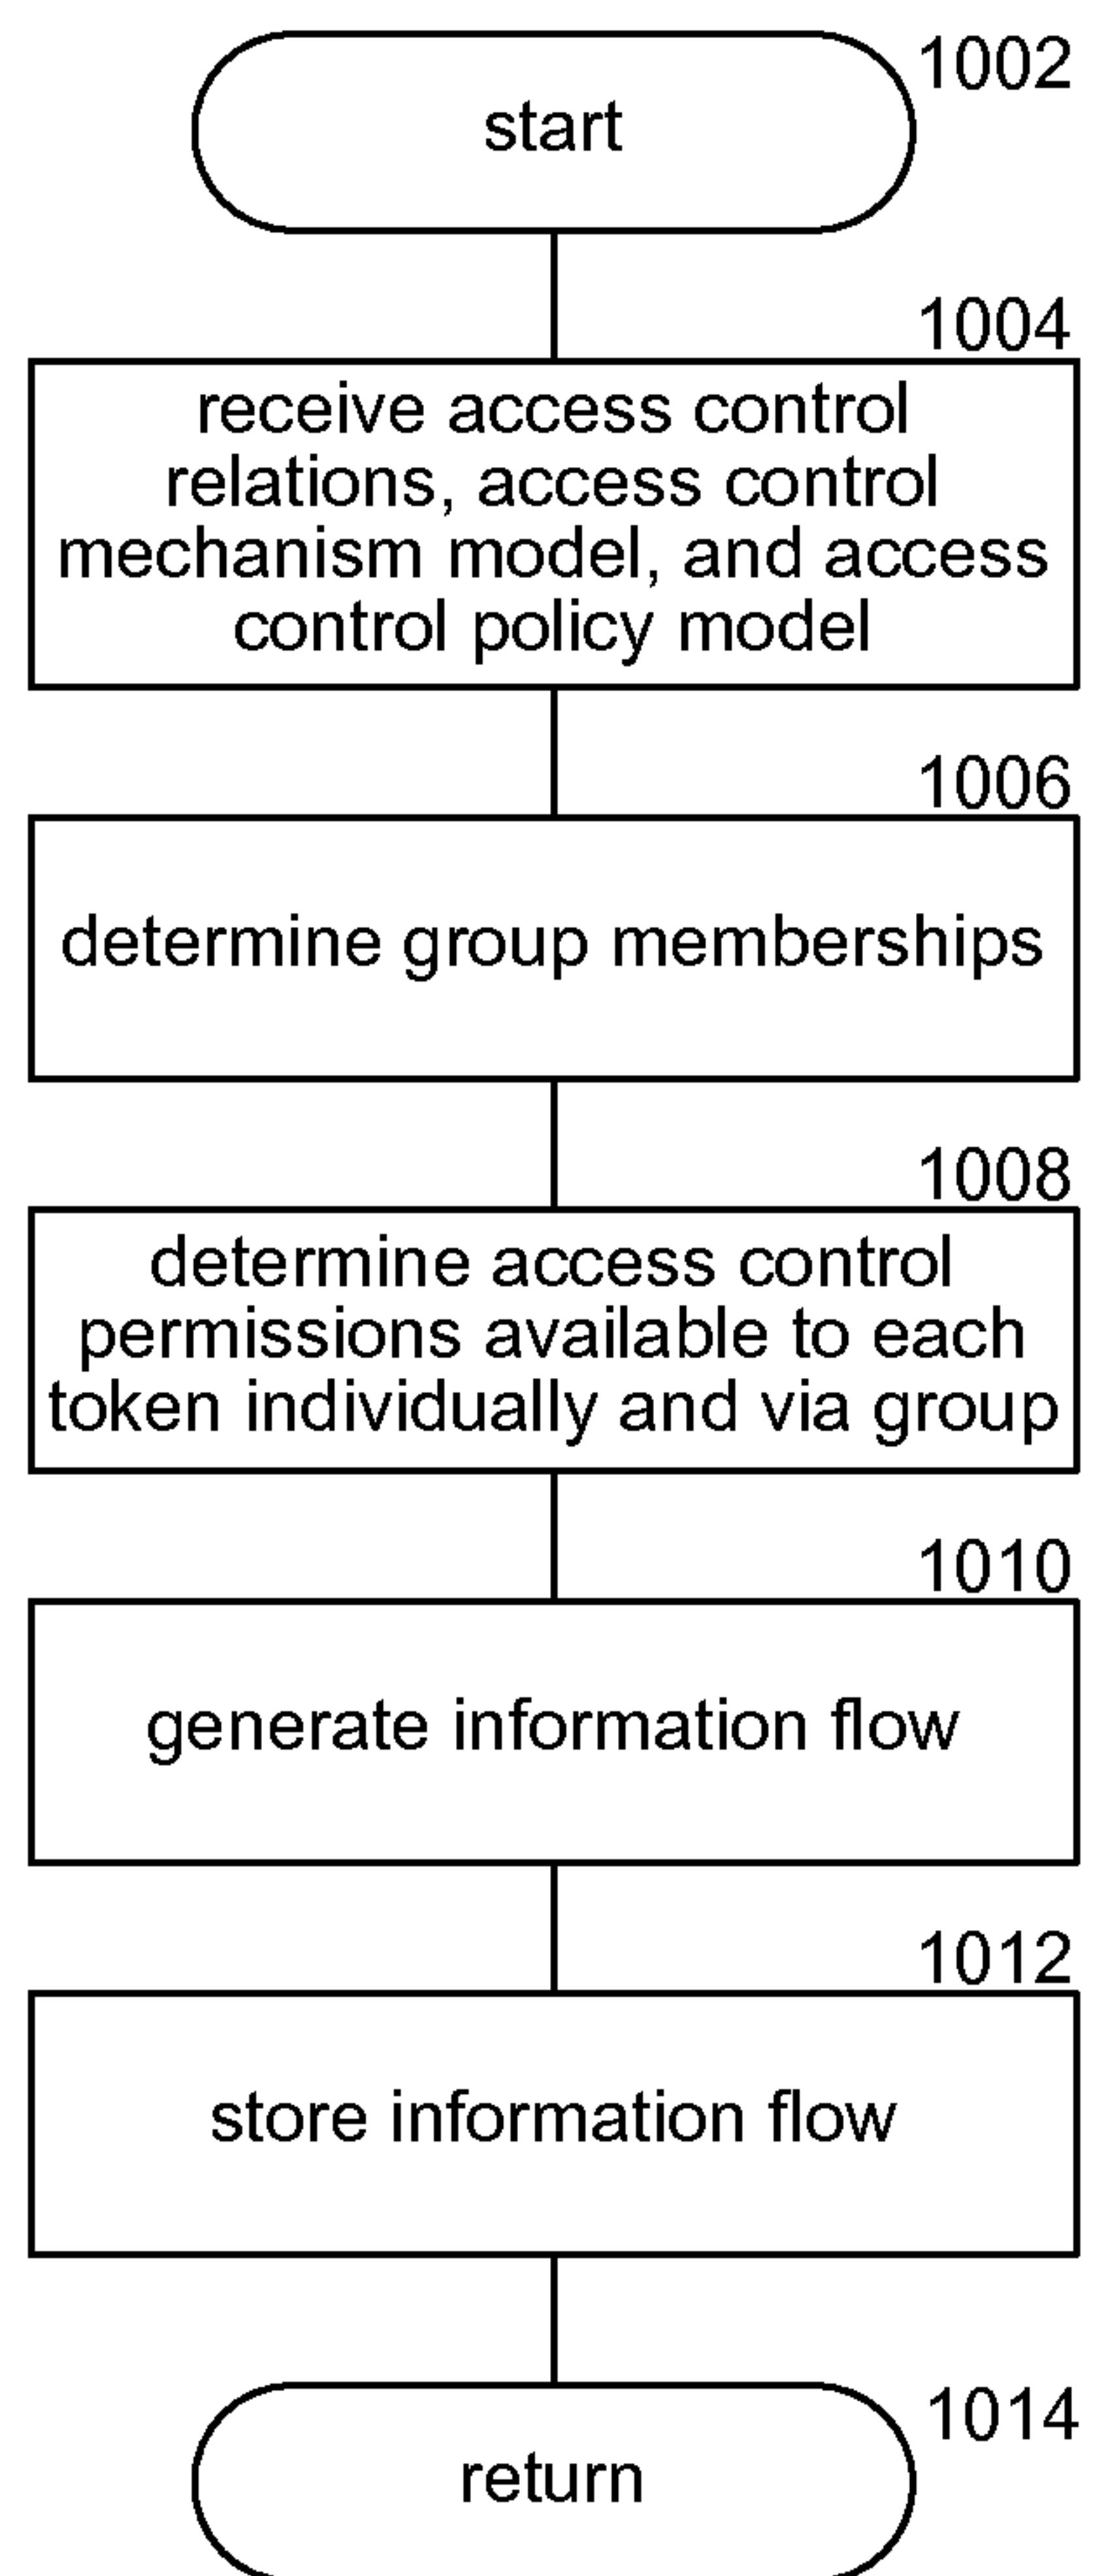 1002
start
1004
receive access control
relations, access control
mechanism model, and access
control policy model
1006
determine group memberships
1008
determine access control
permissions available to each
token individually and via group
1010
generate information flow
1012
store information flow
1014
return